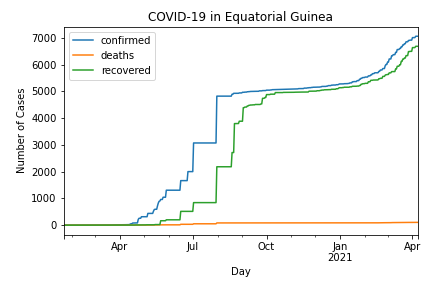 COVID-19 in Equatorial Guinea
confirmed
deaths
recovered
Number of Cases
7000
6000
5000
4000
3000
2000
1000
0
Apr
Jul
Oct
Jan
2021
Apr
Day